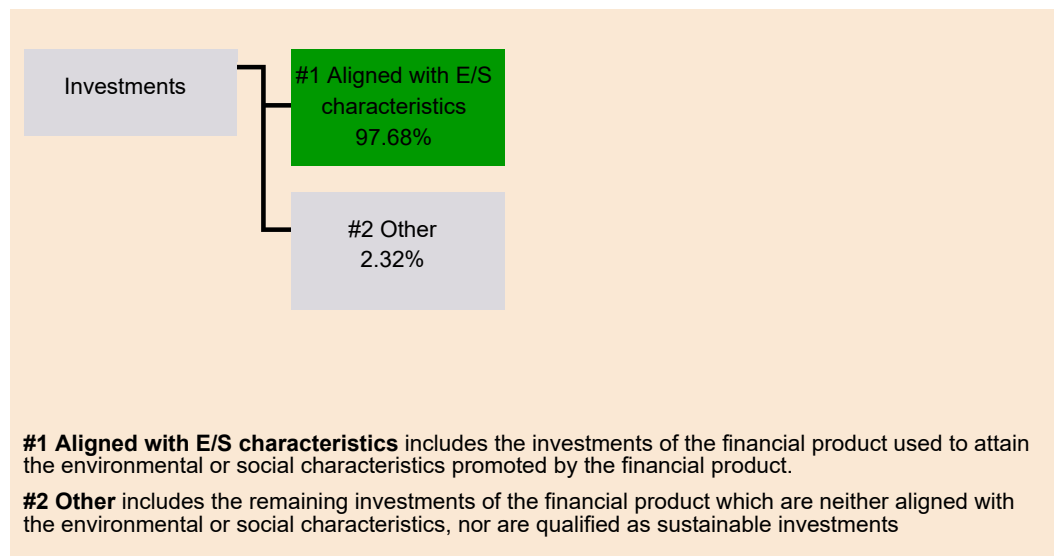 Investments
#1 Aligned with E/S
characteristics
97.68%
#2 Other
2.32%
#1 Aligned with E/S characteristics includes the investments of the financial product used to attain
the environmental or social characteristics promoted by the financial product.
#2 Other includes the remaining investments of the financial product which are neither aligned with
the environmental or social characteristics, nor are qualified as sustainable investments